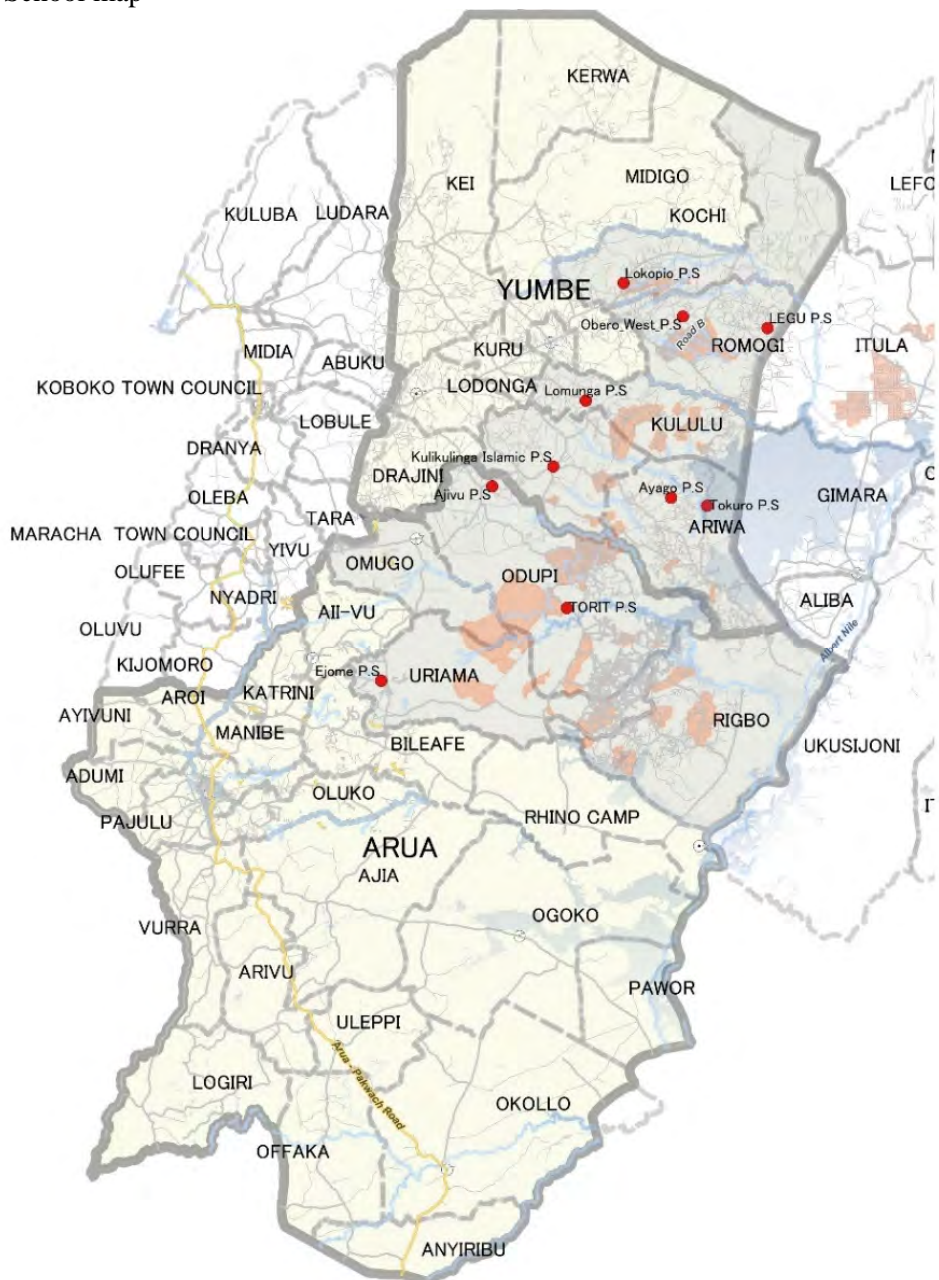 School map
KERWA
KEI
MIDIGO
LEFO
KULUBA
LUDARA
KOCHI
Lokopio_P.S
YUMBE
Obero_West_P.S
LEGU P.S
Road B
ROMOGI
ITULA
MIDIA
KURU
ABUKU
KOBOKO TOWN COUNCIL
LODONGA
Lomunga P.S
LOBULE
KULULU
DRANYA
Kulikulinga Islamic P.S
DRAJINI
Ajivu P.S
Ayago P.S
GIMARA
OLEBA
Tokuro P.S
TARA
ARIWA
MARACHA TOWN COUNCIL
YIVU
OMUGO
OLUFEE
ODUPI
NYADRI
ALIBA
AII-VU
TORIT P.S
OLUVU
Albert Nile
KIJOMORO
Ejome P.S
URIAMA
AROI
KATRINI
AYIVUNI
RIGBO
MANIBE
BILEAFE
UKUSIJONI
ADUMI
OLUKO
PAJULU
RHINO CAMP
ARUA
AJIA
OGOKO
VURRA
ARIVU
PAWOR
ULEPPI
Arua - Pakwach Road
LOGIRI
OKOLLO
OFFAKA
ANYIRIBU